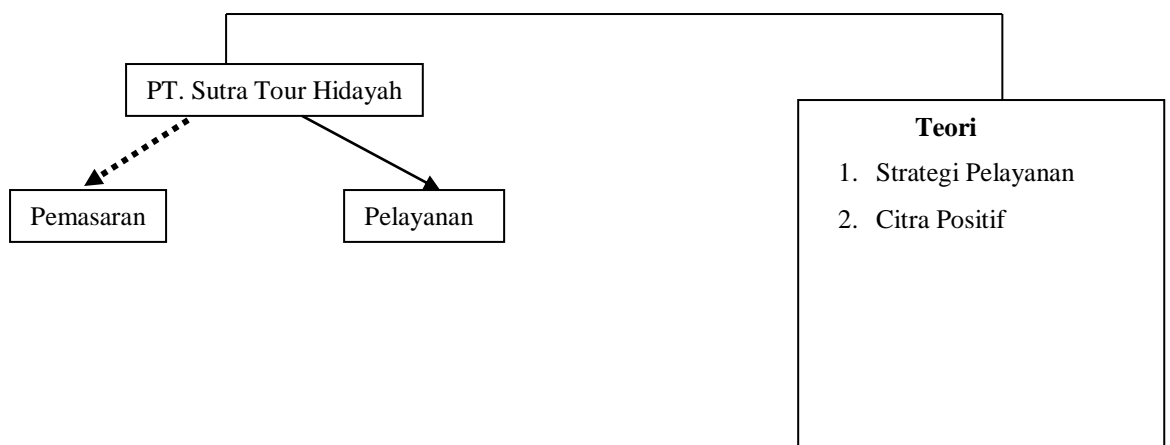 PT. Sutra Tour Hidayah
Pemasaran
Pelayanan
Teori
1. Strategi Pelayanan
2. Citra Positif